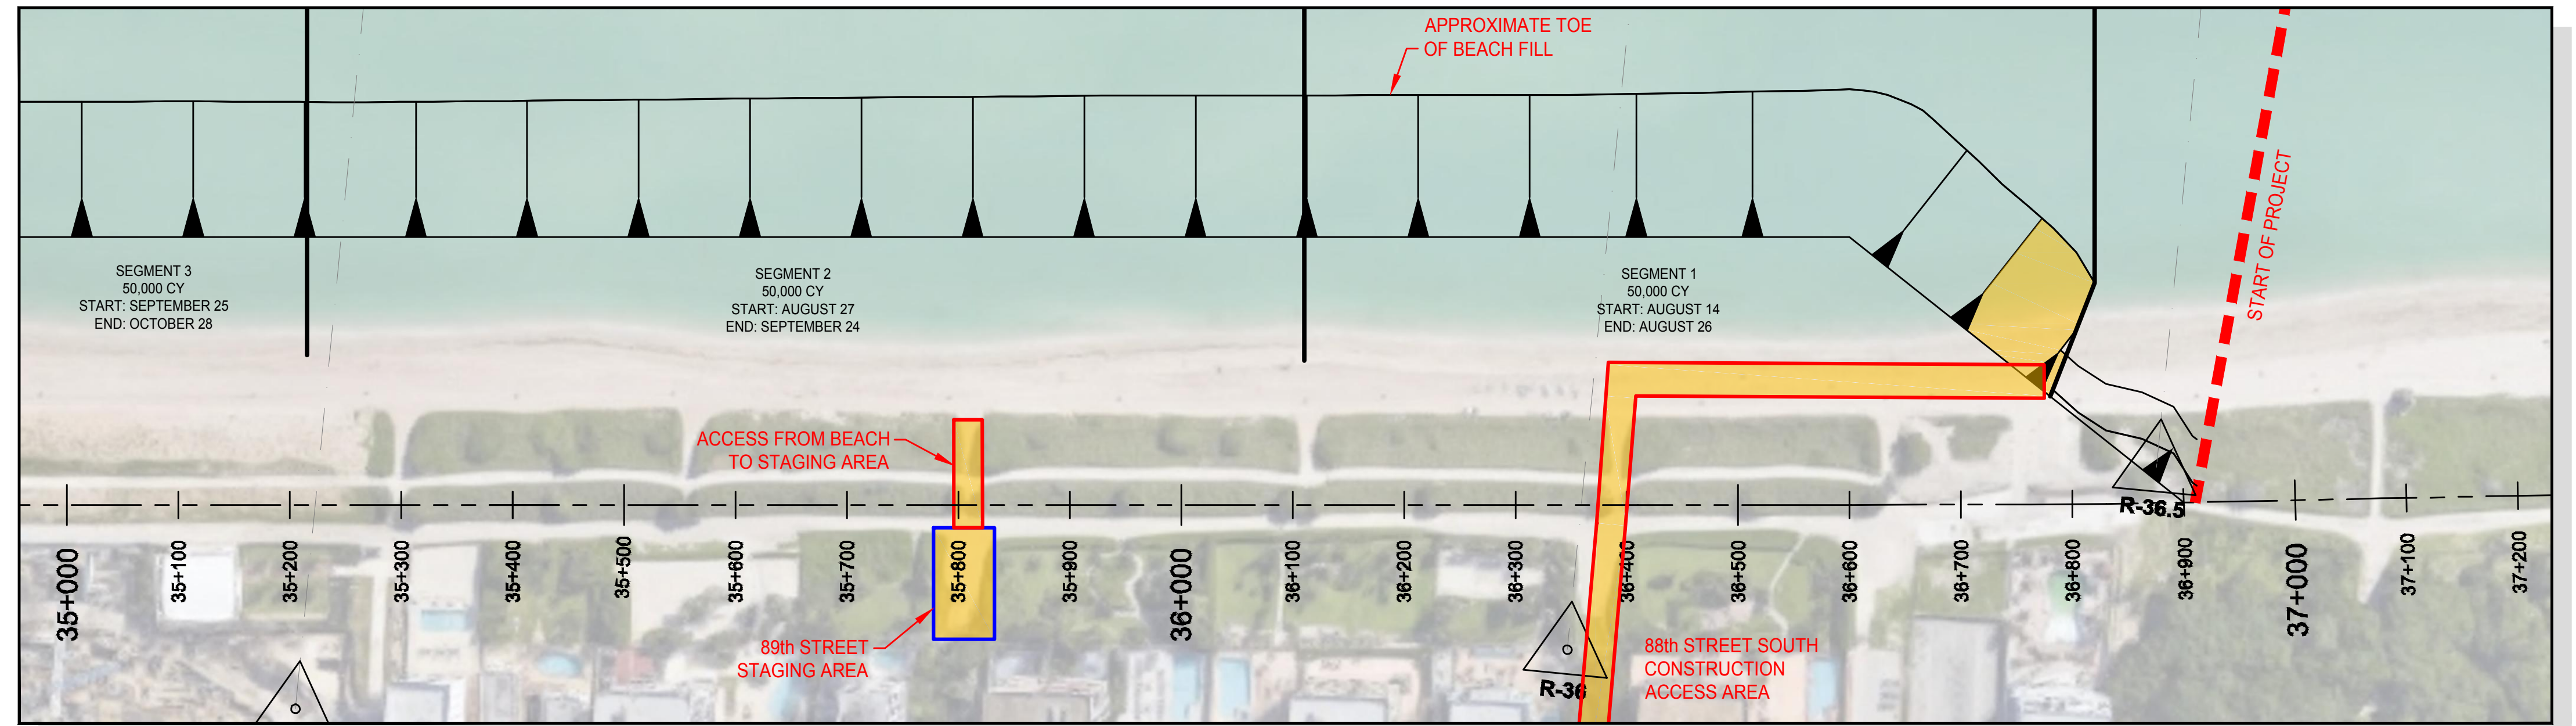 APPROXIMATE TOE
OF BEACH FILL
START OF PROJECT
SEGMENT 3
50,000 CY
START: SEPTEMBER 25
END: OCTOBER 28
SEGMENT 2
50,000 CY
START: AUGUST 27
END: SEPTEMBER 24
SEGMENT 1
50,000 CY
START: AUGUST 14
END: AUGUST 26
ACCESS FROM BEACH
TO STAGING AREA
R-36.5
35+000
35+100
35+200
35+300
35+400
35+500
35+600
35+700
35+800
35+900
36+000
36+100
36+200
36+300
36+400
36+500
36+600
36+700
36+800
36+900
37+000
37+100
37+200
89th STREET
STAGING AREA
R-36
88th STREET SOUTH
CONSTRUCTION
ACCESS AREA